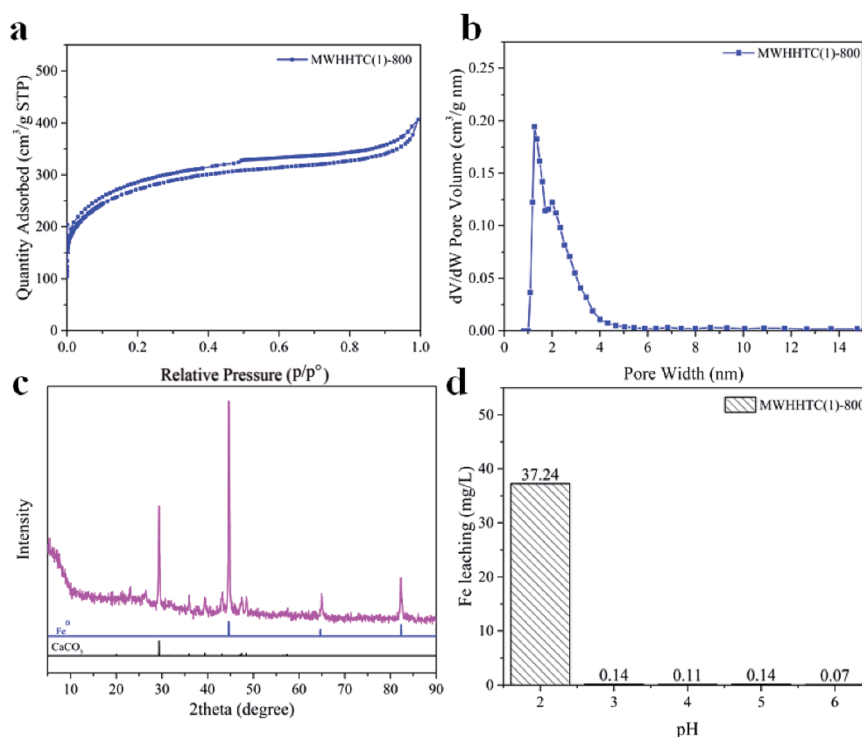 a
Quantity Adsorbed (cm³/g STP)
500
400
300
200
100
0
0.0 0.2 0.4 0.6 0.8 1.0
Relative Pressure (p/p°)
MWHHTC(1)-800
b
dV/dW Pore Volume (cm³/g nm)
0.25
0.20
0.15
0.10
0.05
0.00
0 2 4 6 8 10 12 14
Pore Width (nm)
MWHHTC(1)-800
c
Intensity
Fe⁰
CaCO₃
10 20 30 40 50 60 70 80 90
2theta (degree)
d
Fe leaching (mg/L)
50
40
30
20
10
0
MWHHTC(1)-800
37.24
0.14 0.11 0.14 0.07
2 3 4 5 6
pH